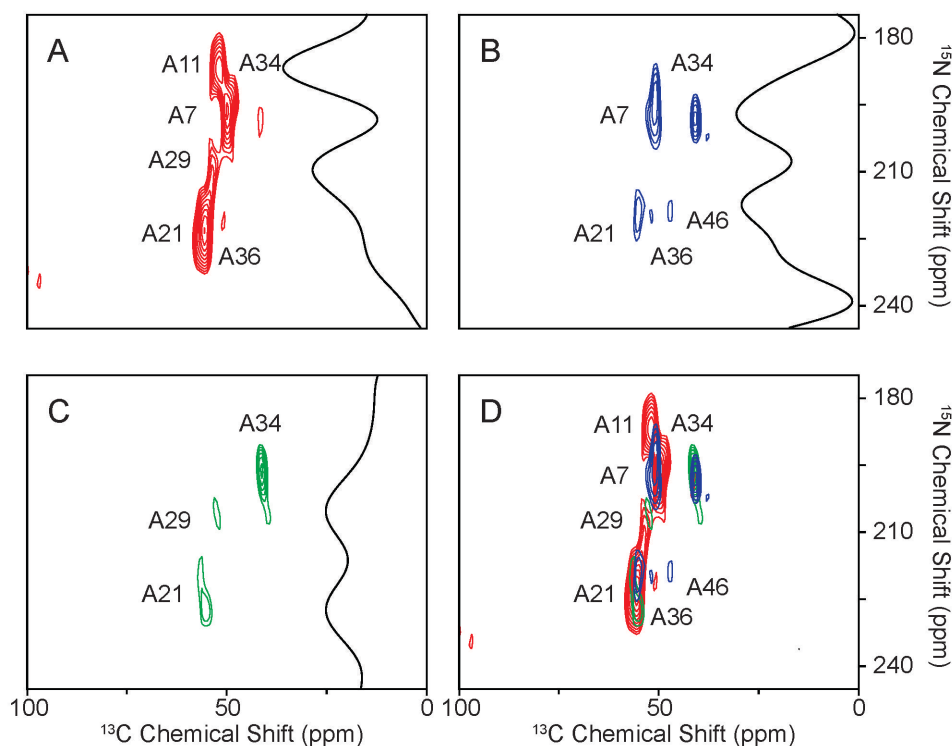 A
A11
A34
A7
A29
A21
A36
B
A34
A7
A21
A46
A36
180
210
240
¹⁵N Chemical Shift (ppm)
C
A34
A29
A21
D
A11
A34
A7
A29
A21
A46
A36
180
210
240
¹⁵N Chemical Shift (ppm)
100 50 0
100 50 0
¹³C Chemical Shift (ppm)
¹³C Chemical Shift (ppm)